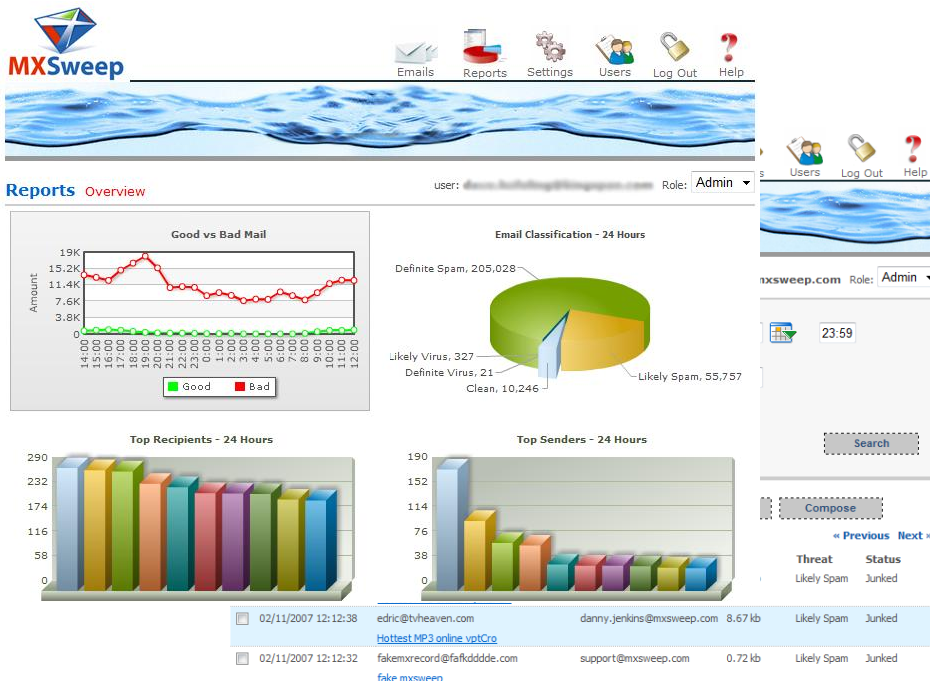 MXSweep
Emails
Reports
Settings
Users
Log Out
Help
Reports Overview
user:
Role: Admin
Good vs Bad Mail
Amount
19K
15.2K
11.4K
7.6K
3.8K
0
14:00 15:00 16:00 17:00 18:00 19:00 20:00 21:00 22:00 23:00 0:00 1:00 2:00 3:00 4:00 5:00 6:00 7:00 8:00 9:00 10:00 11:00 12:00
Good Bad
Email Classification - 24 Hours
Definite Spam, 205,028
Likely Virus, 327
Definite Virus, 21
Clean, 10,246
Likely Spam, 55,757
Top Recipients - 24 Hours
290
232
174
116
58
0
Top Senders - 24 Hours
190
152
114
76
38
0
s
Users
Log Out
Help
mxsweep.com Role: Admin
23:59
Search
Compose
« Previous Next »
Threat Status
Likely Spam Junked
02/11/2007 12:12:38 edric@tvheaven.com danny.jenkins@mxsweep.com 8.67 kb Likely Spam Junked
Hottest MP3 online vptCro
02/11/2007 12:12:32 fakemxrecord@fafkdddde.com support@mxsweep.com 0.72 kb Likely Spam Junked
fake mxsweep